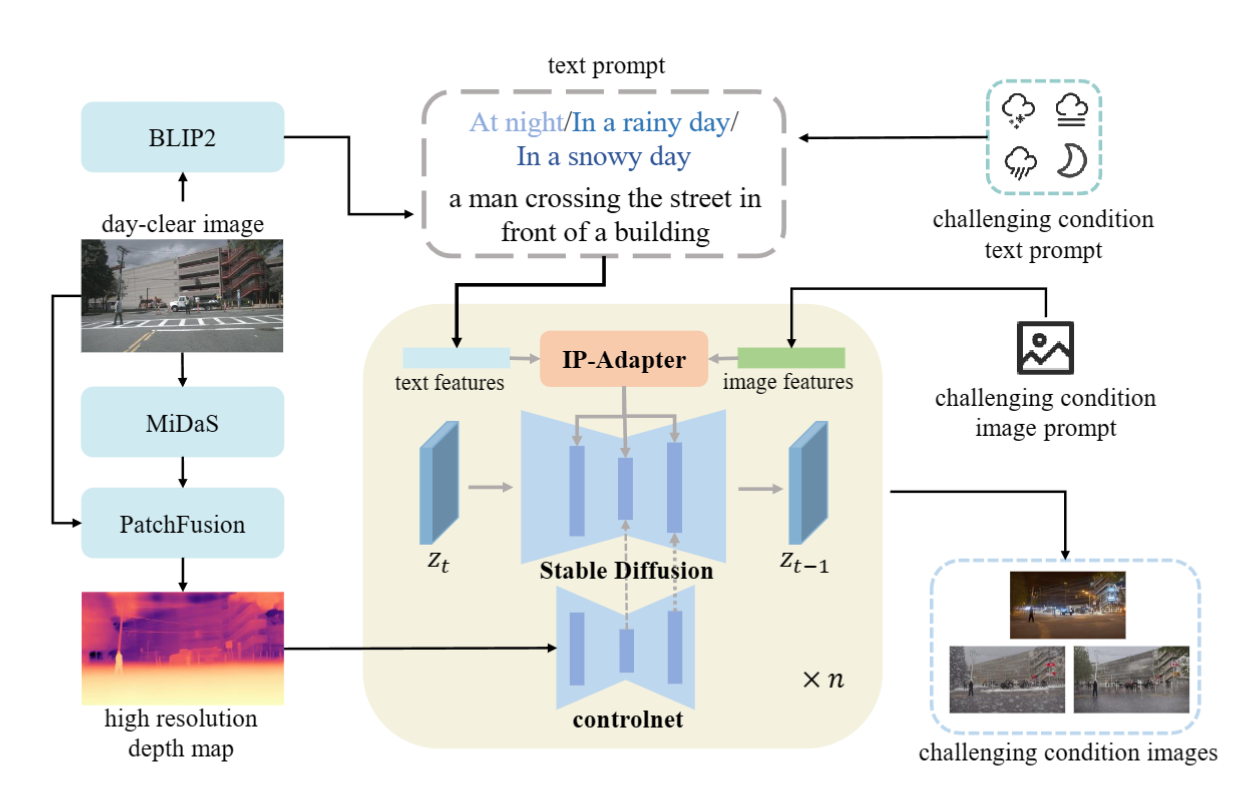 text prompt
At night/In a rainy day/
In a snowy day
a man crossing the street in
front of a building
BLIP2
day-clear image
MiDaS
PatchFusion
high resolution
depth map
challenging condition
text prompt
IP-Adapter
text features
image features
challenging condition
image prompt
z_t
Stable Diffusion
z_{t−1}
× n
controlnet
challenging condition images